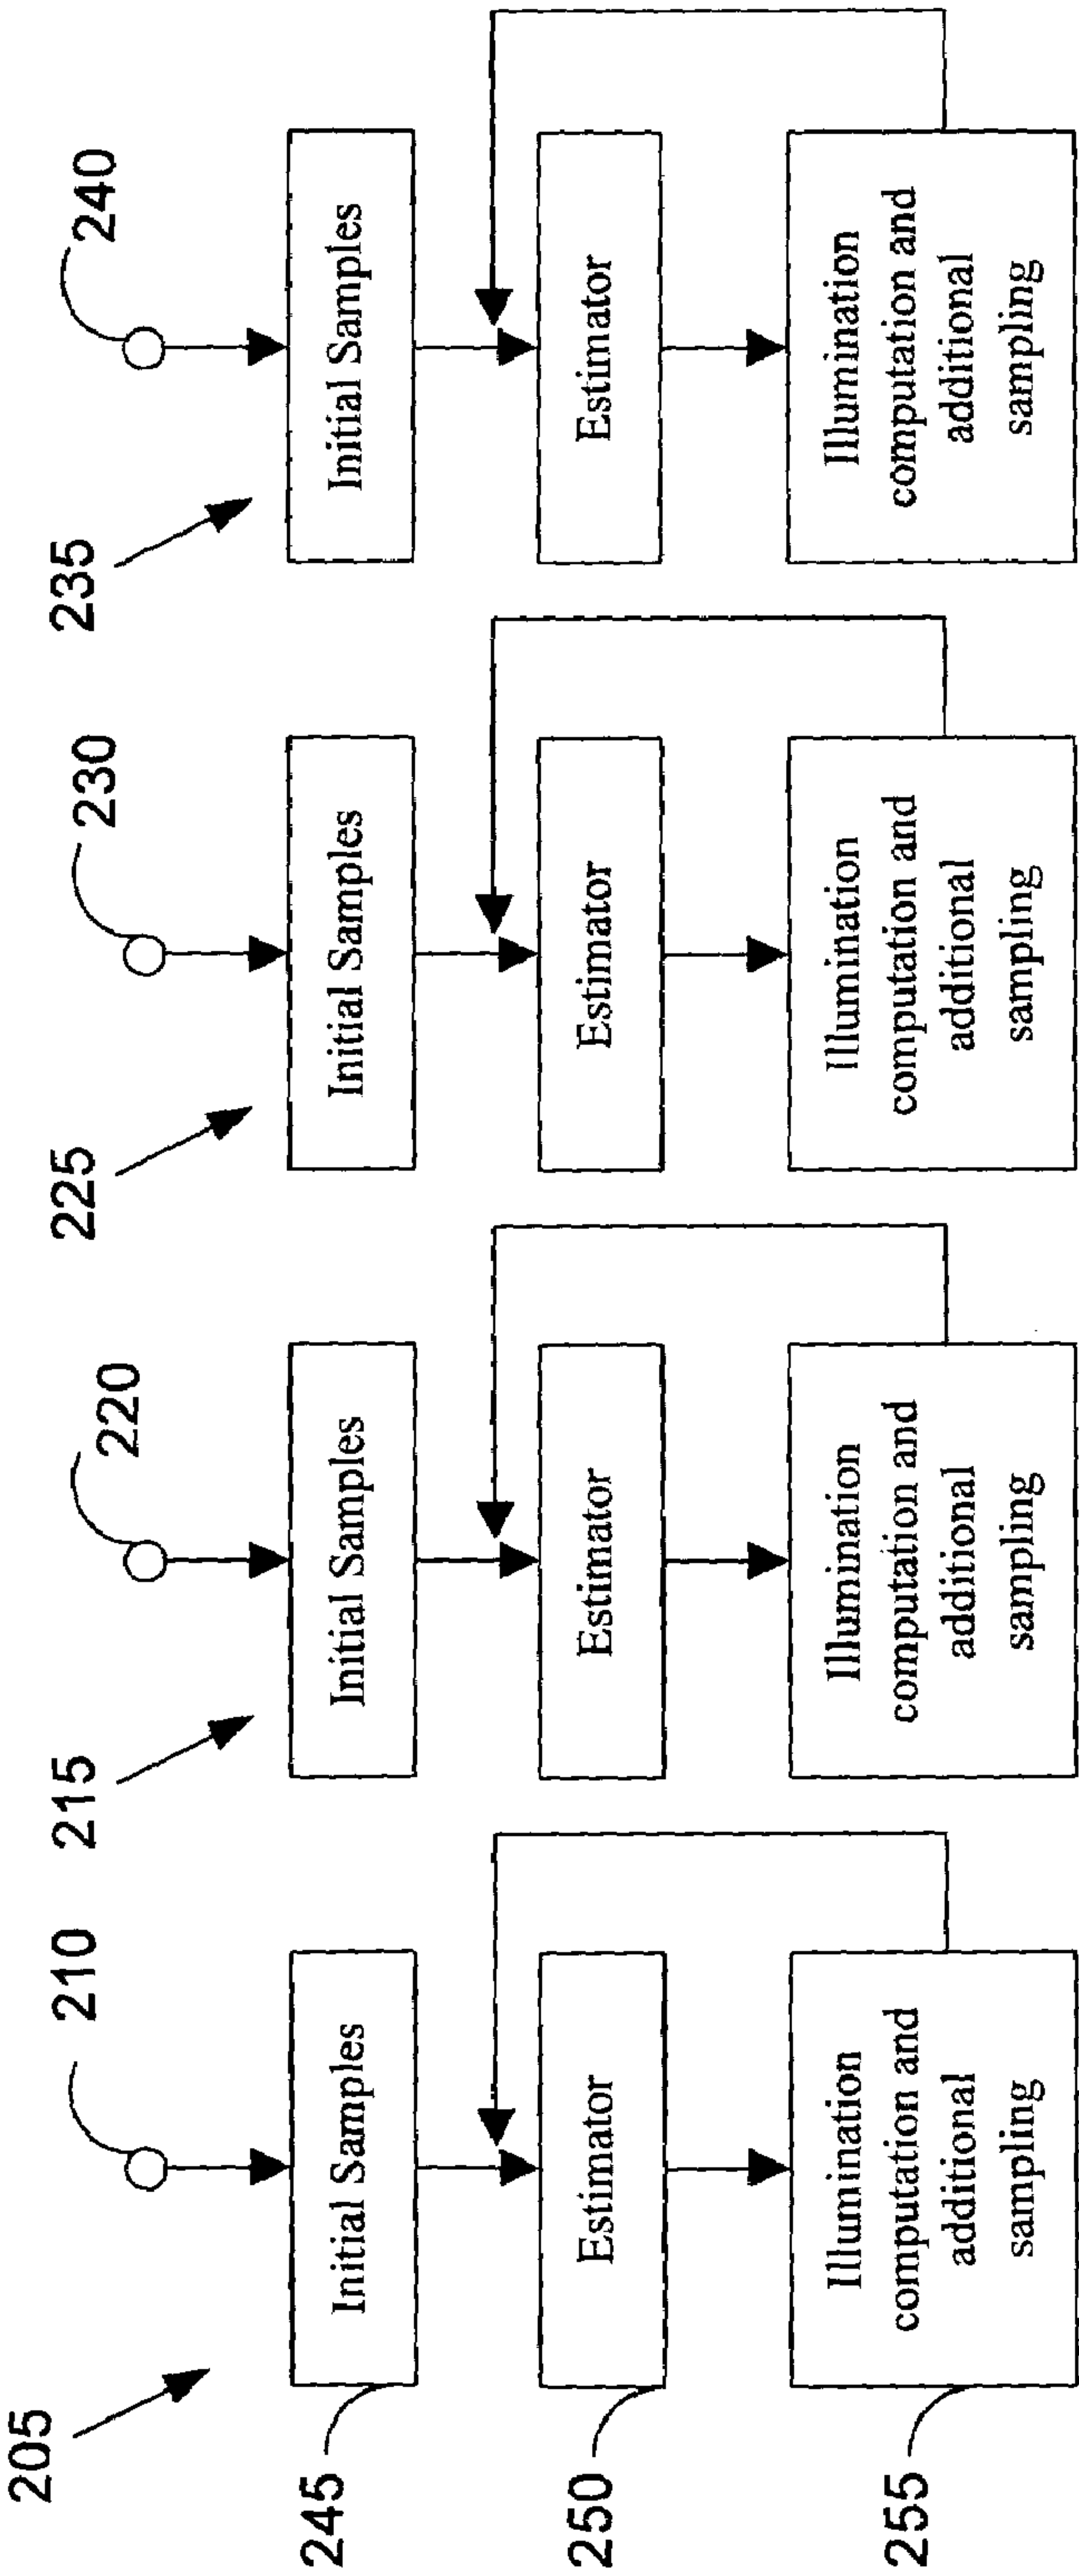 205
210
215
220
225
230
235
240
245
Initial Samples
Initial Samples
Initial Samples
Initial Samples
250
Estimator
Estimator
Estimator
Estimator
255
Illumination
computation and
additional
sampling
Illumination
computation and
additional
sampling
Illumination
computation and
additional
sampling
Illumination
computation and
additional
sampling